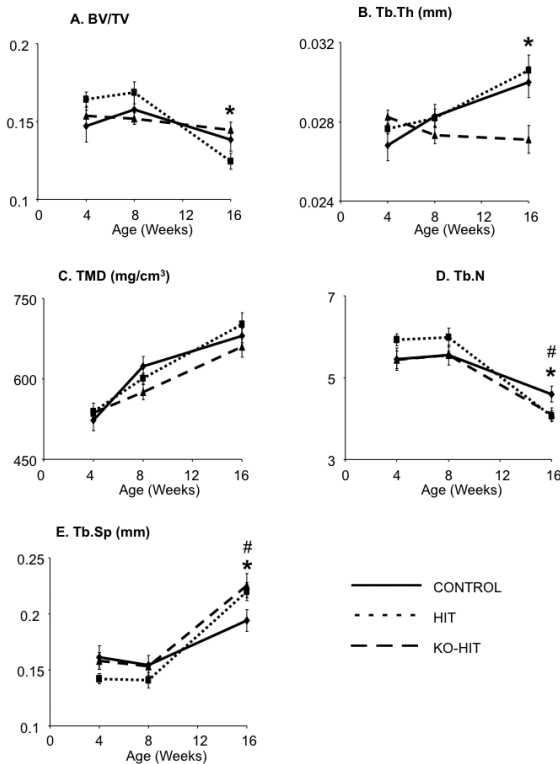 A. BV/TV
0.2
0.15
0.1
*
0 4 8 12 16
Age (Weeks)
B. Tb.Th (mm)
0.032
0.028
0.024
*
0 4 8 12 16
Age (Weeks)
C. TMD (mg/cm³)
750
600
450
0 4 8 12 16
Age (Weeks)
D. Tb.N
7
5
3
#
*
0 4 8 12 16
Age (Weeks)
E. Tb.Sp (mm)
0.25
0.2
0.15
0.1
#
*
0 4 8 12 16
Age (Weeks)
CONTROL
HIT
KO-HIT